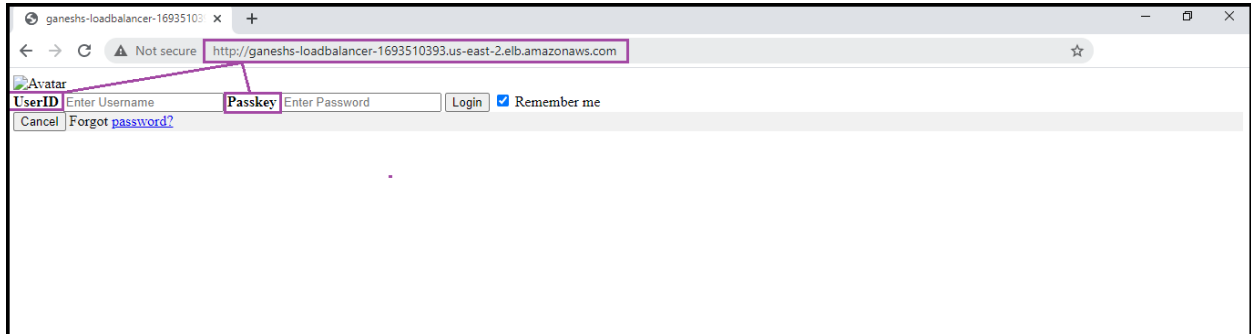 ganeshs-loadbalancer-16935103
Not secure http://ganeshs-loadbalancer-1693510393.us-east-2.elb.amazonaws.com
Avatar
UserID Enter Username Passkey Enter Password Login Remember me
Cancel Forgot password?